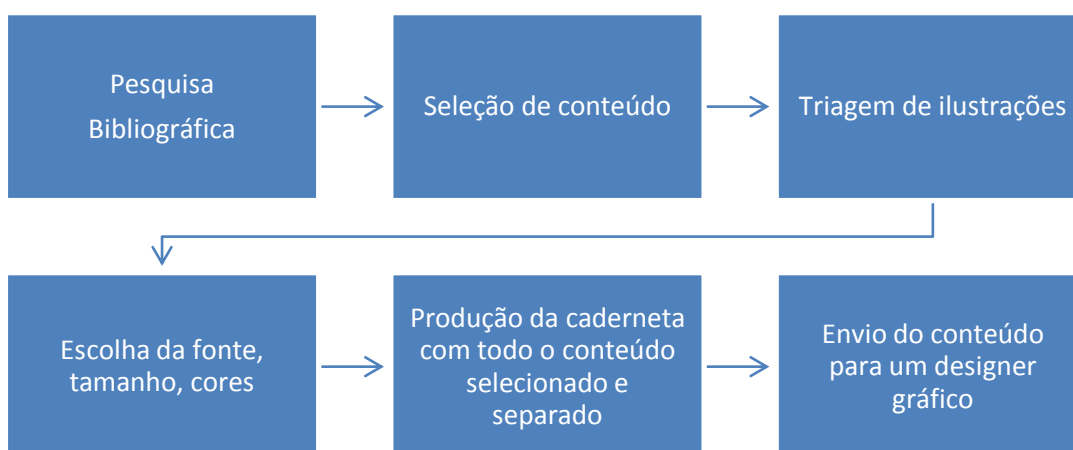 Pesquisa
Bibliográfica
Seleção de conteúdo
Triagem de ilustrações
Escolha da fonte,
tamanho, cores
Produção da caderneta
com todo o conteúdo
selecionado e
separado
Envio do conteúdo
para um designer
gráfico